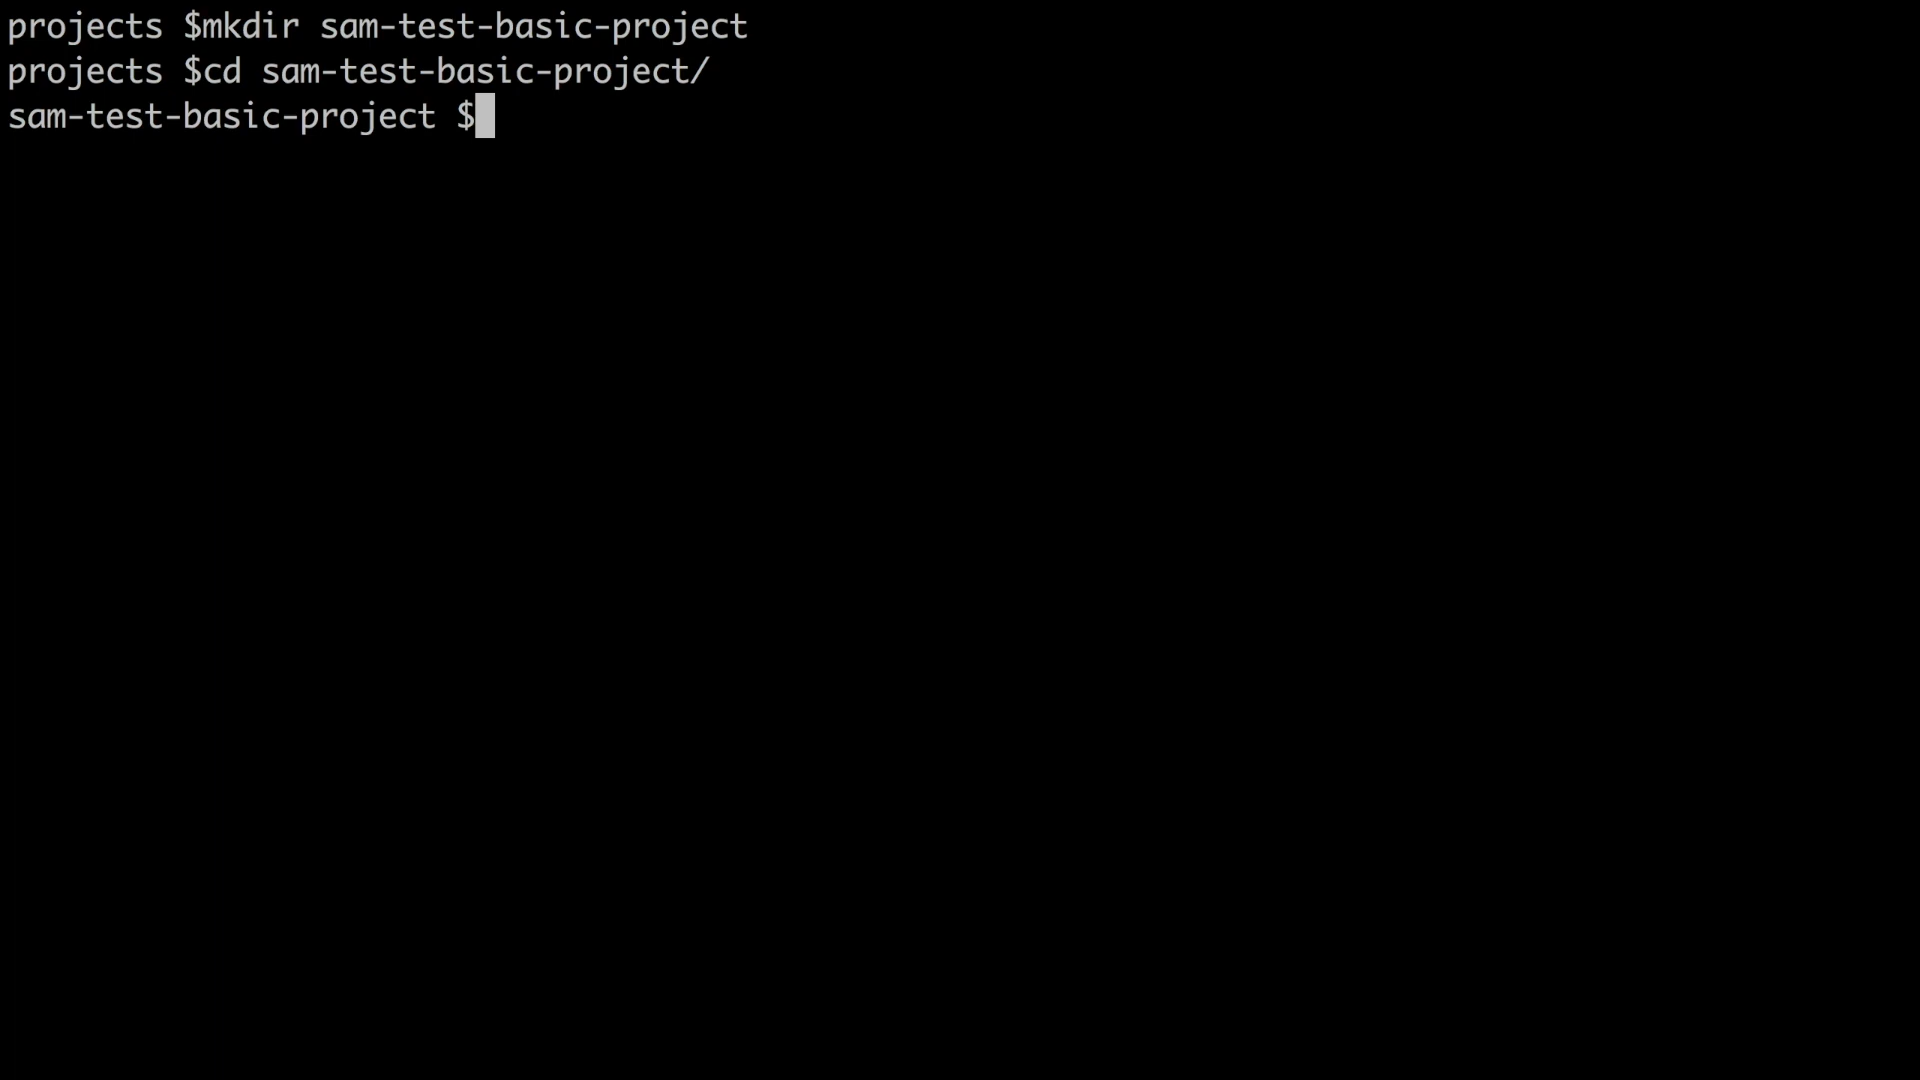 projects $mkdir sam-test-basic-project
projects $cd sam-test-basic-project/
sam-test-basic-project $